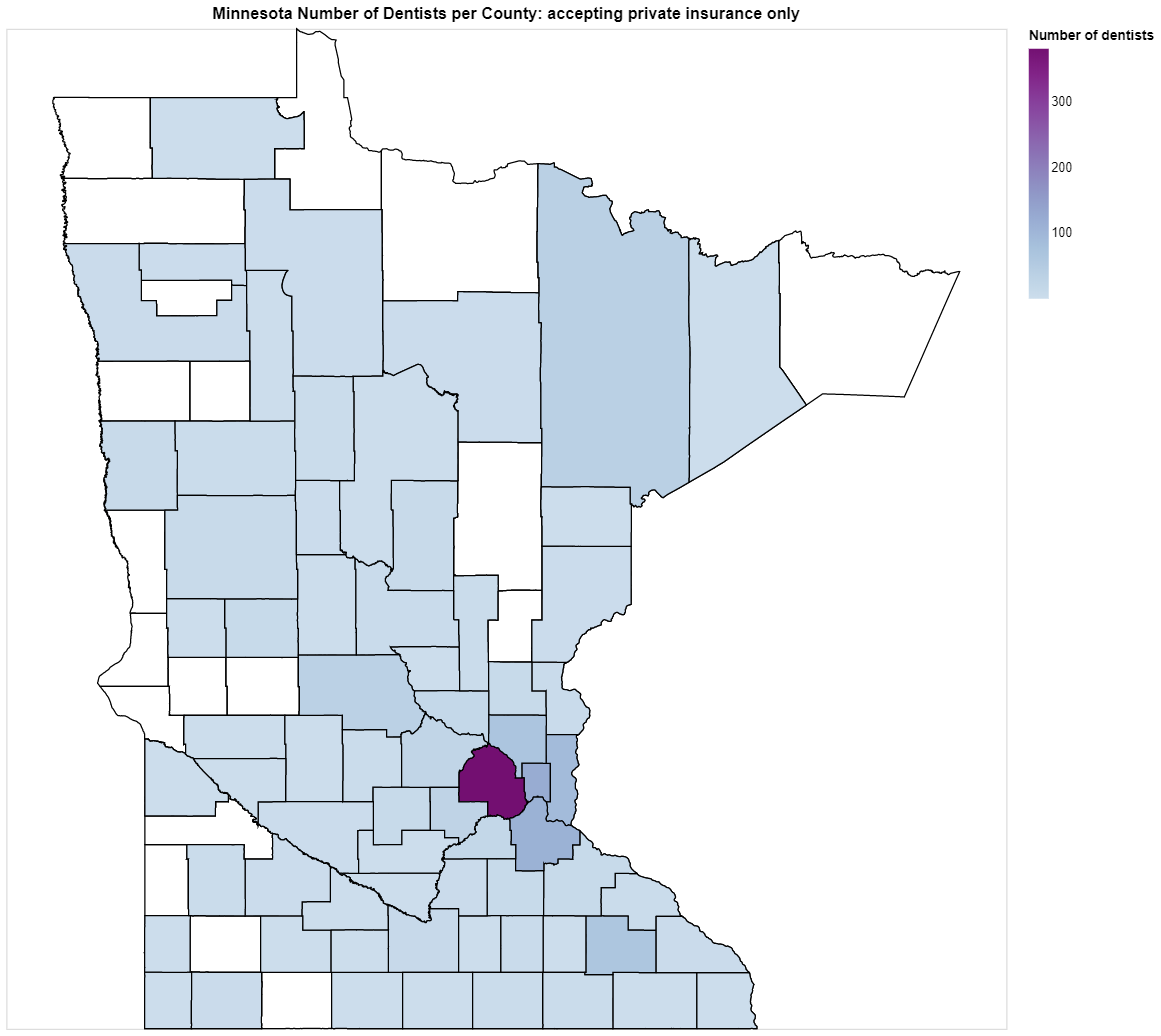 Minnesota Number of Dentists per County: accepting private insurance only
Number of dentists
300
200
100